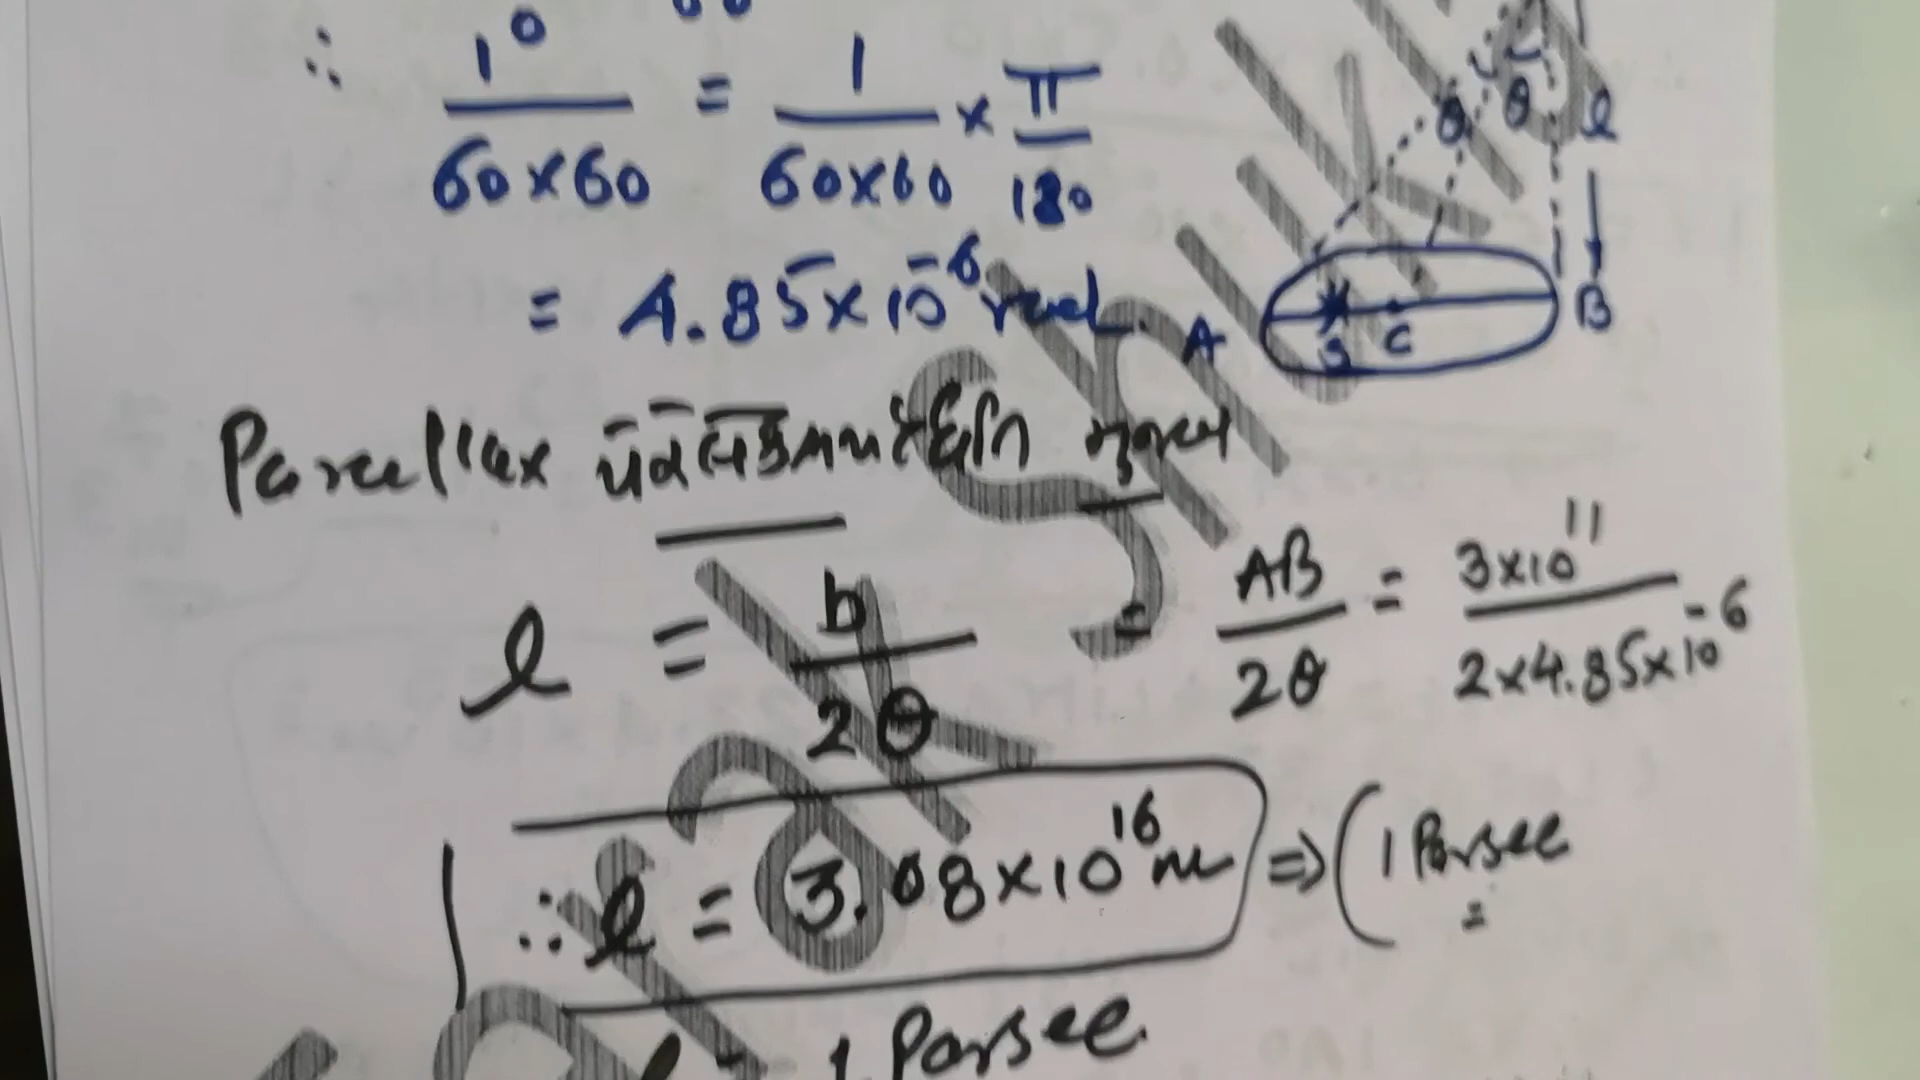 ∴ 1°/60×60 = 1/60×60 × π/180
= 4.85×10⁻⁶ rad.
θ θ l
A S C B
Parallax
l = b/2θ = AB/2θ = 3×10¹¹/2×4.85×10⁻⁶
∴ l = 3.08×10¹⁶ m ⇒ (1 Parsec
=
l = 1 Parsec